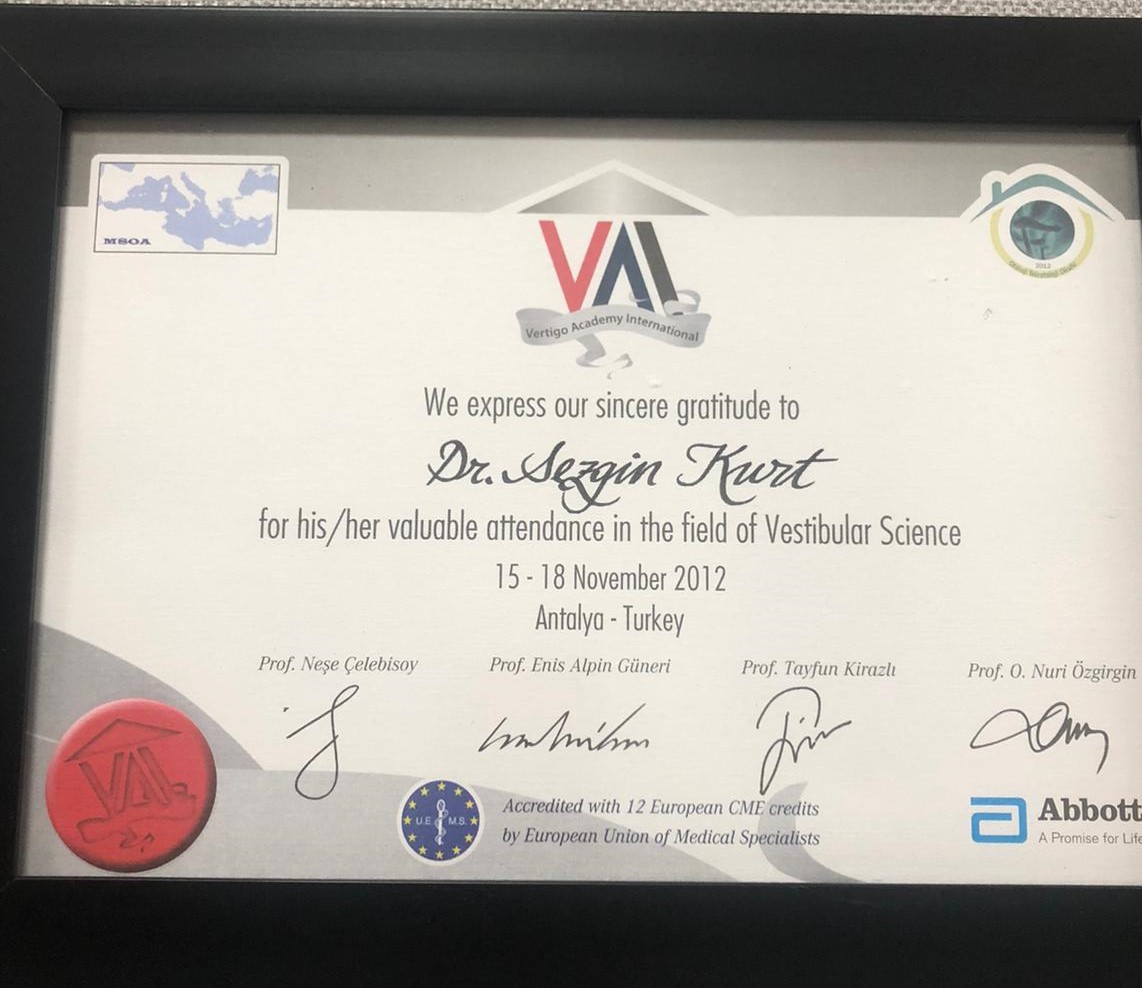 MSOA
VAI
Vertigo Academy International
2012
We express our sincere gratitude to
Dr. Sezgin Kurt
for his/her valuable attendance in the field of Vestibular Science
15 - 18 November 2012
Antalya - Turkey
Prof. Neşe Çelebisoy
Prof. Enis Alpin Güneri
Prof. Tayfun Kirazlı
Prof. O. Nuri Özgirgin
VAI
U.E M.S.
Accredited with 12 European CME credits
by European Union of Medical Specialists
Abbott
A Promise for Life